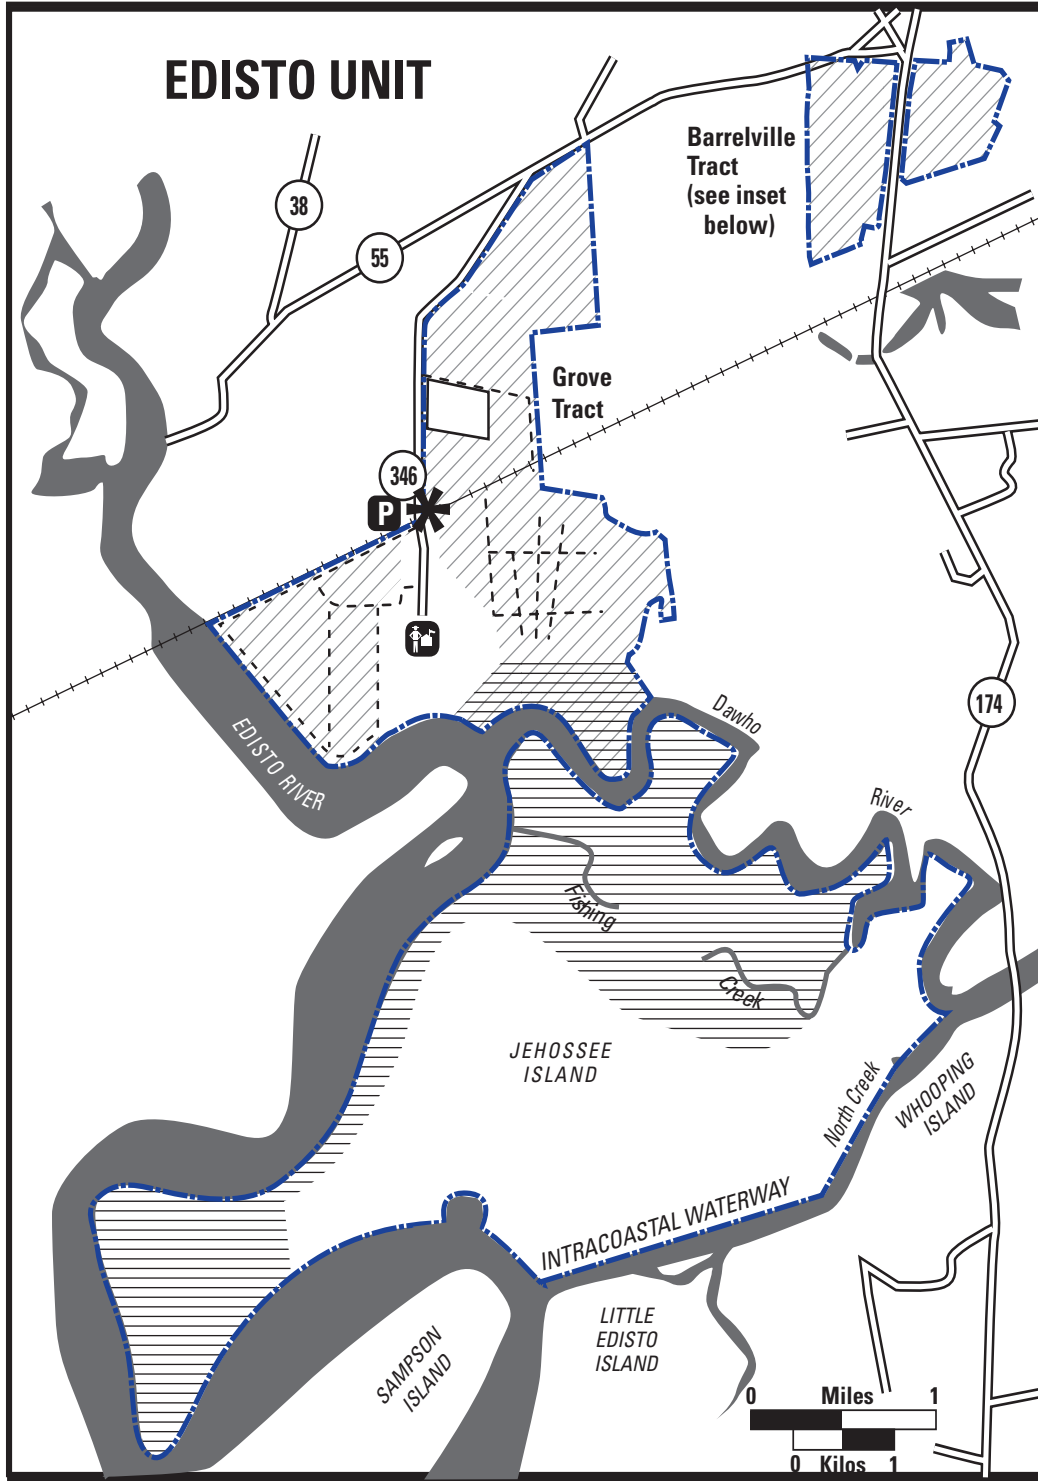 EDISTO UNIT
Barrelville
Tract
(see inset
below)
38
55
Grove
Tract
346
P
174
Dawho
River
EDISTO RIVER
Fishing
Creek
JEHOSSEE
ISLAND
North Creek
WHOOPING
ISLAND
INTRACOASTAL WATERWAY
LITTLE
EDISTO
ISLAND
SAMPSON
ISLAND
0 Miles 1
0 Kilos 1